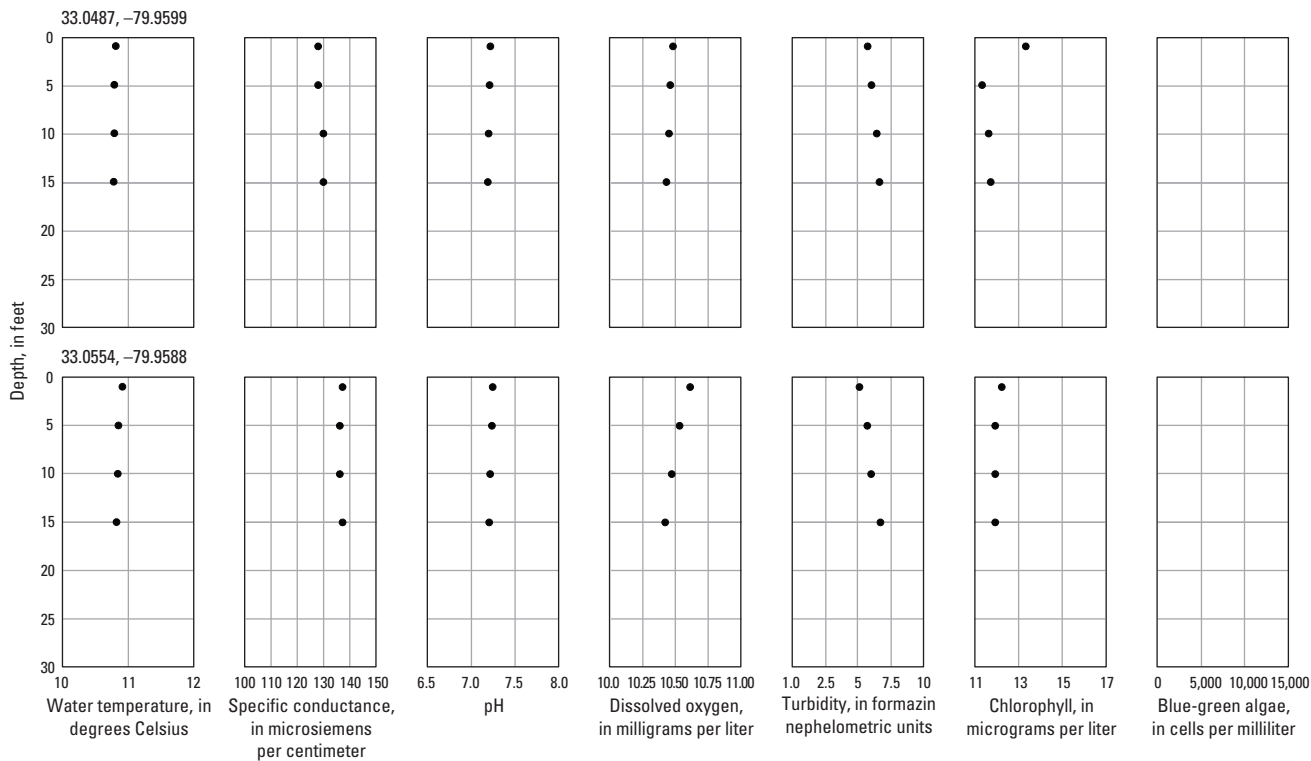 33.0487, –79.9599
0
5
10
15
20
25
30
Depth, in feet
33.0554, –79.9588
0
5
10
15
20
25
30
10 11 12
Water temperature, in
degrees Celsius
100 110 120 130 140 150
Specific conductance,
in microsiemens
per centimeter
6.5 7.0 7.5 8.0
pH
10.0 10.25 10.50 10.75 11.00
Dissolved oxygen,
in milligrams per liter
1.0 2.5 5 7.5 10
Turbidity, in formazin
nephelometric units
11 13 15 17
Chlorophyll, in
micrograms per liter
0 5,000 10,000 15,000
Blue-green algae,
in cells per milliliter